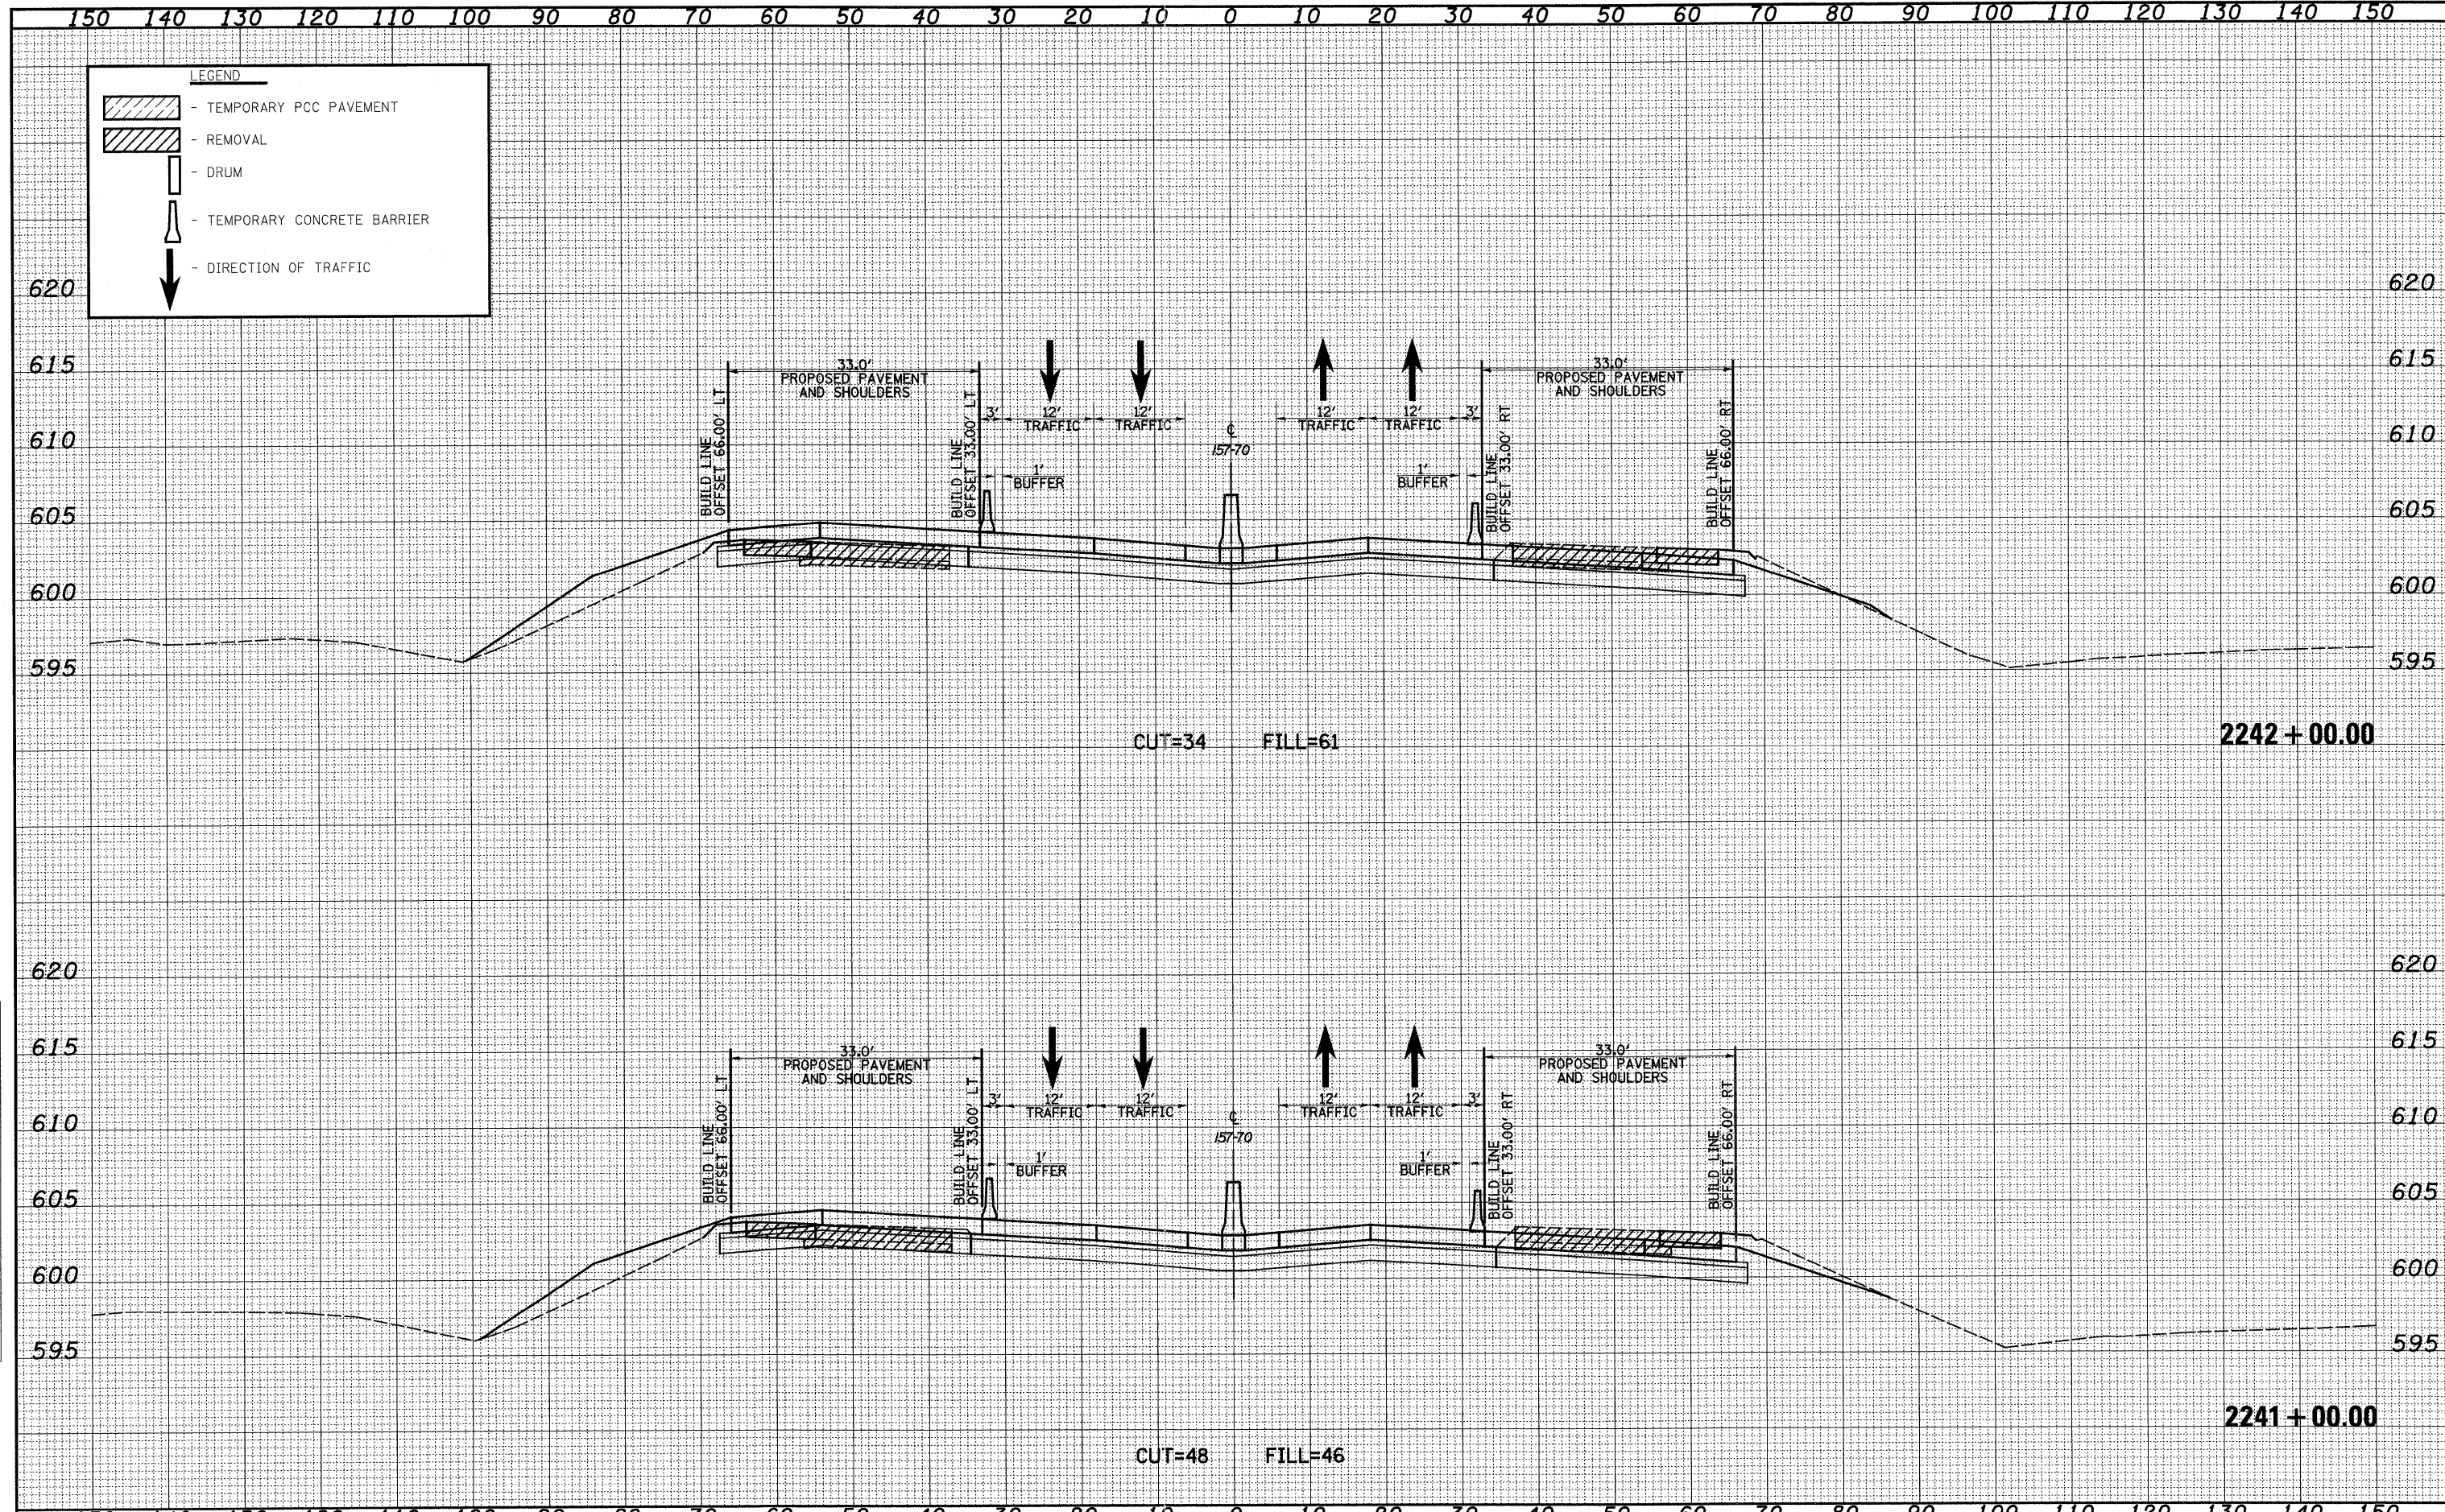 150 140 130 120 110 100 90 80 70 60 50 40 30 20 10 0 10 20 30 40 50 60 70 80 90 100 110 120 130 140 150
LEGEND
- TEMPORARY PCC PAVEMENT
- REMOVAL
- DRUM
- TEMPORARY CONCRETE BARRIER
- DIRECTION OF TRAFFIC
620 620
615 615
33.0' 33.0'
PROPOSED PAVEMENT PROPOSED PAVEMENT
AND SHOULDERS AND SHOULDERS
3' 12' 12' 12' 12' 3'
TRAFFIC TRAFFIC TRAFFIC TRAFFIC
610 610
℄
157-70
BUILD LINE
OFFSET 66.00' LT
BUILD LINE
OFFSET 33.00' LT
1' 1'
BUFFER BUFFER
BUILD LINE
OFFSET 33.00' RT
BUILD LINE
OFFSET 66.00' RT
605 605
600 600
595 595
2242+00.00
CUT=34 FILL=61
620 620
615 615
33.0' 33.0'
PROPOSED PAVEMENT PROPOSED PAVEMENT
AND SHOULDERS AND SHOULDERS
3' 12' 12' 12' 12' 3'
TRAFFIC TRAFFIC TRAFFIC TRAFFIC
610 610
℄
157-70
BUILD LINE
OFFSET 66.00' LT
BUILD LINE
OFFSET 33.00' LT
1' 1'
BUFFER BUFFER
BUILD LINE
OFFSET 33.00' RT
BUILD LINE
OFFSET 66.00' RT
605 605
600 600
595 595
2241+00.00
CUT=48 FILL=46